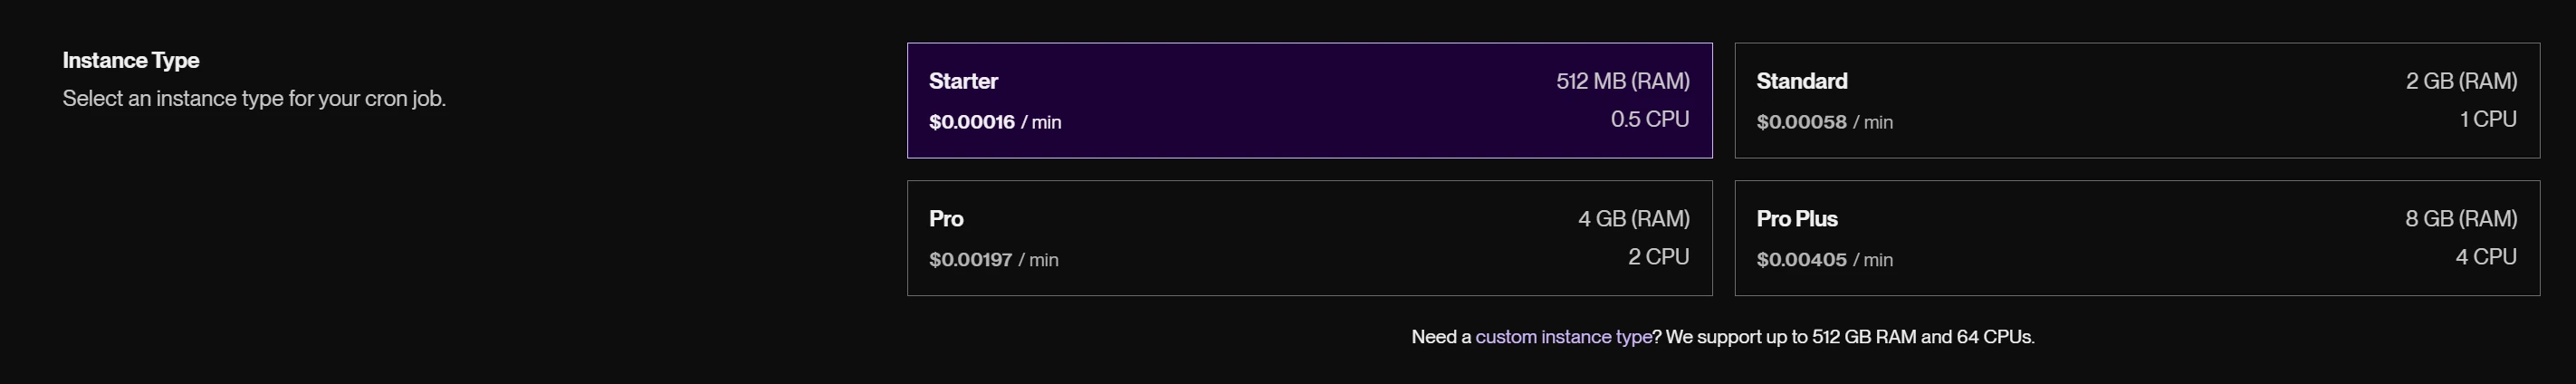 Instance Type
Select an instance type for your cron job.
Starter
512 MB (RAM)
$0.00016 / min
0.5 CPU
Standard
2 GB (RAM)
$0.00058 / min
1 CPU
Pro
4 GB (RAM)
$0.00197 / min
2 CPU
Pro Plus
8 GB (RAM)
$0.00405 / min
4 CPU
Need a custom instance type? We support up to 512 GB RAM and 64 CPUs.